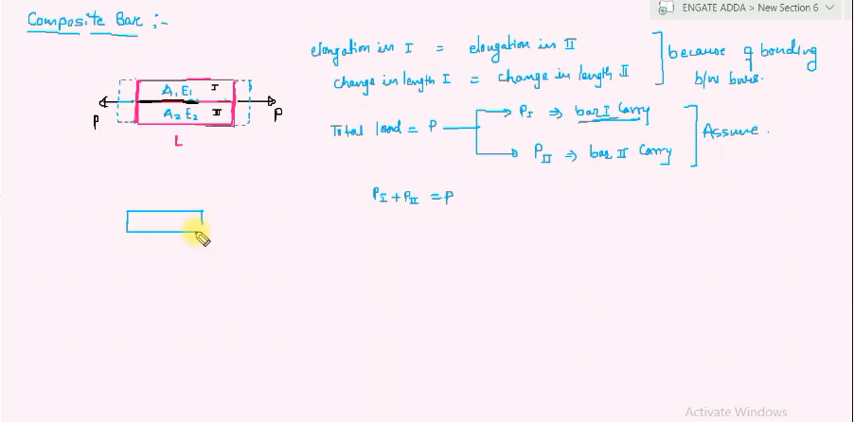 ENGATE ADDA > New Section 6
Composite Bar :-
elongation in I = elongation in II
change in length I = change in length II
because of bonding
b/w bars.
A, E, I
A2 E2 II
P
P
L
Total load = P
PI ⇒ bar I Carry
PII ⇒ bar II Carry
Assume .
PI + PII = P
Activate Windows